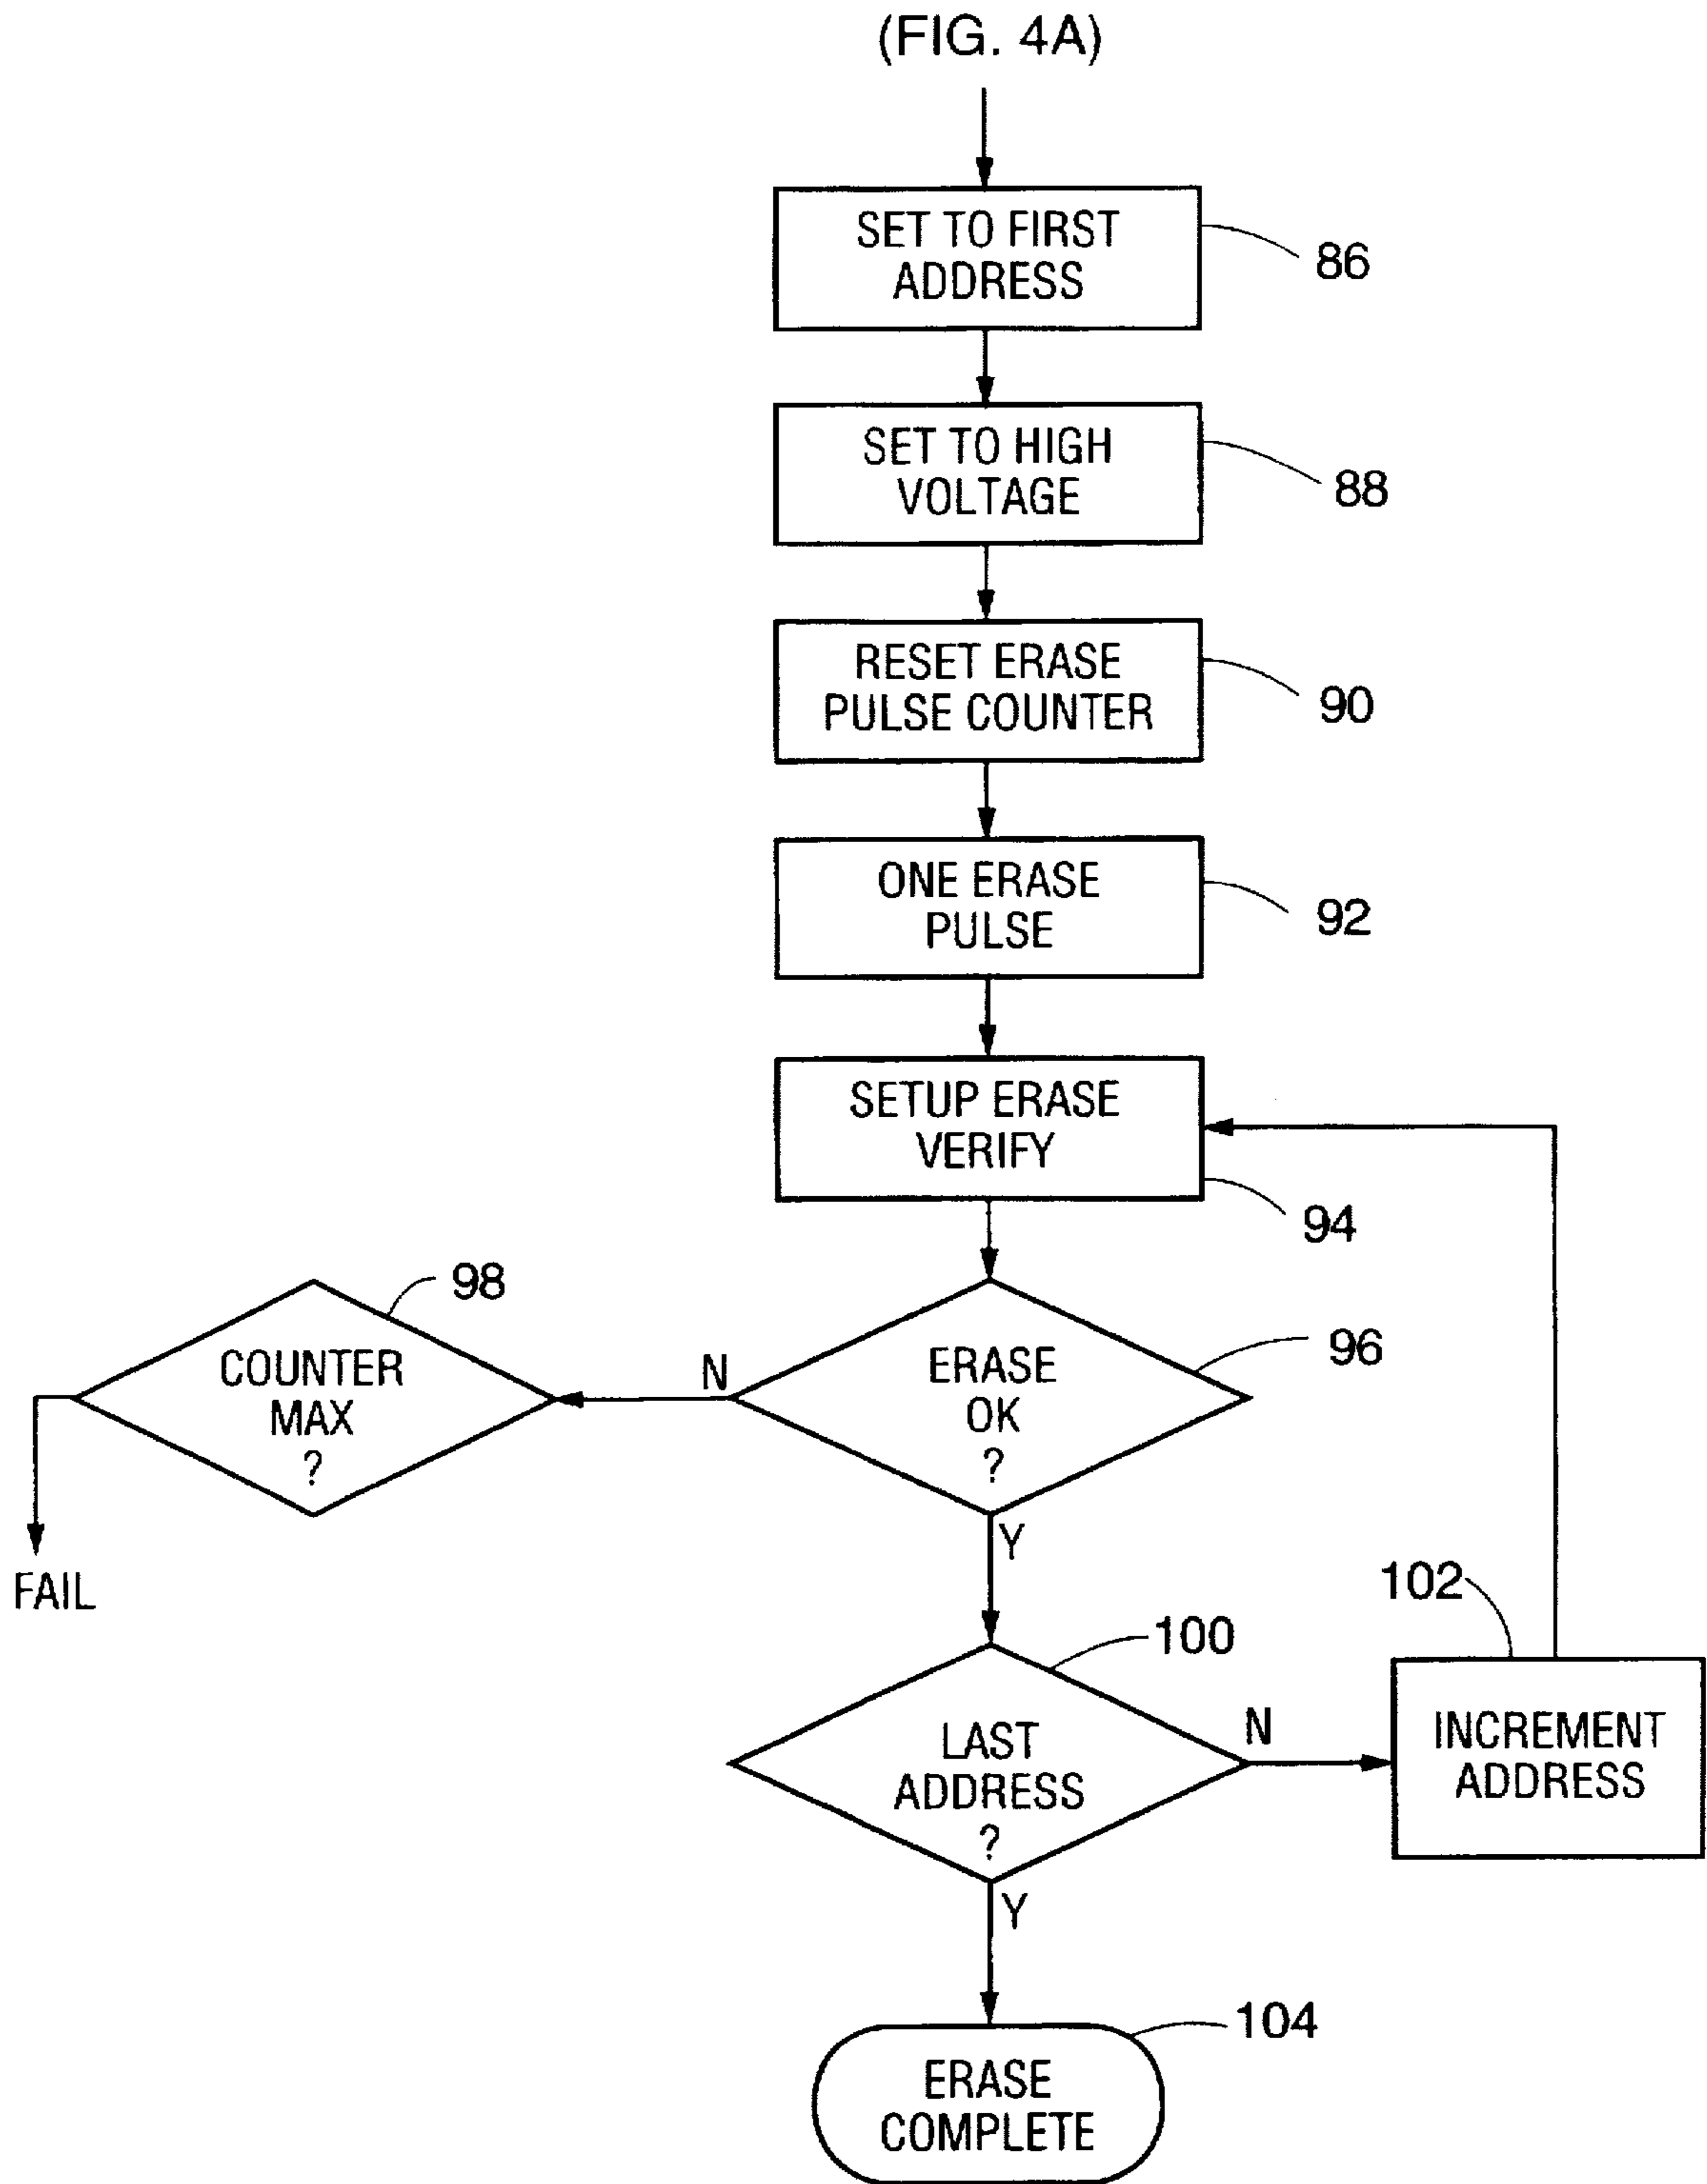 (FIG. 4A)
SET TO FIRST
ADDRESS
86
SET TO HIGH
VOLTAGE
88
RESET ERASE
PULSE COUNTER
90
ONE ERASE
PULSE
92
SETUP ERASE
VERIFY
94
98
COUNTER
MAX
?
N
ERASE
OK
?
96
Y
FAIL
100
LAST
ADDRESS
?
N
102
INCREMENT
ADDRESS
Y
104
ERASE
COMPLETE